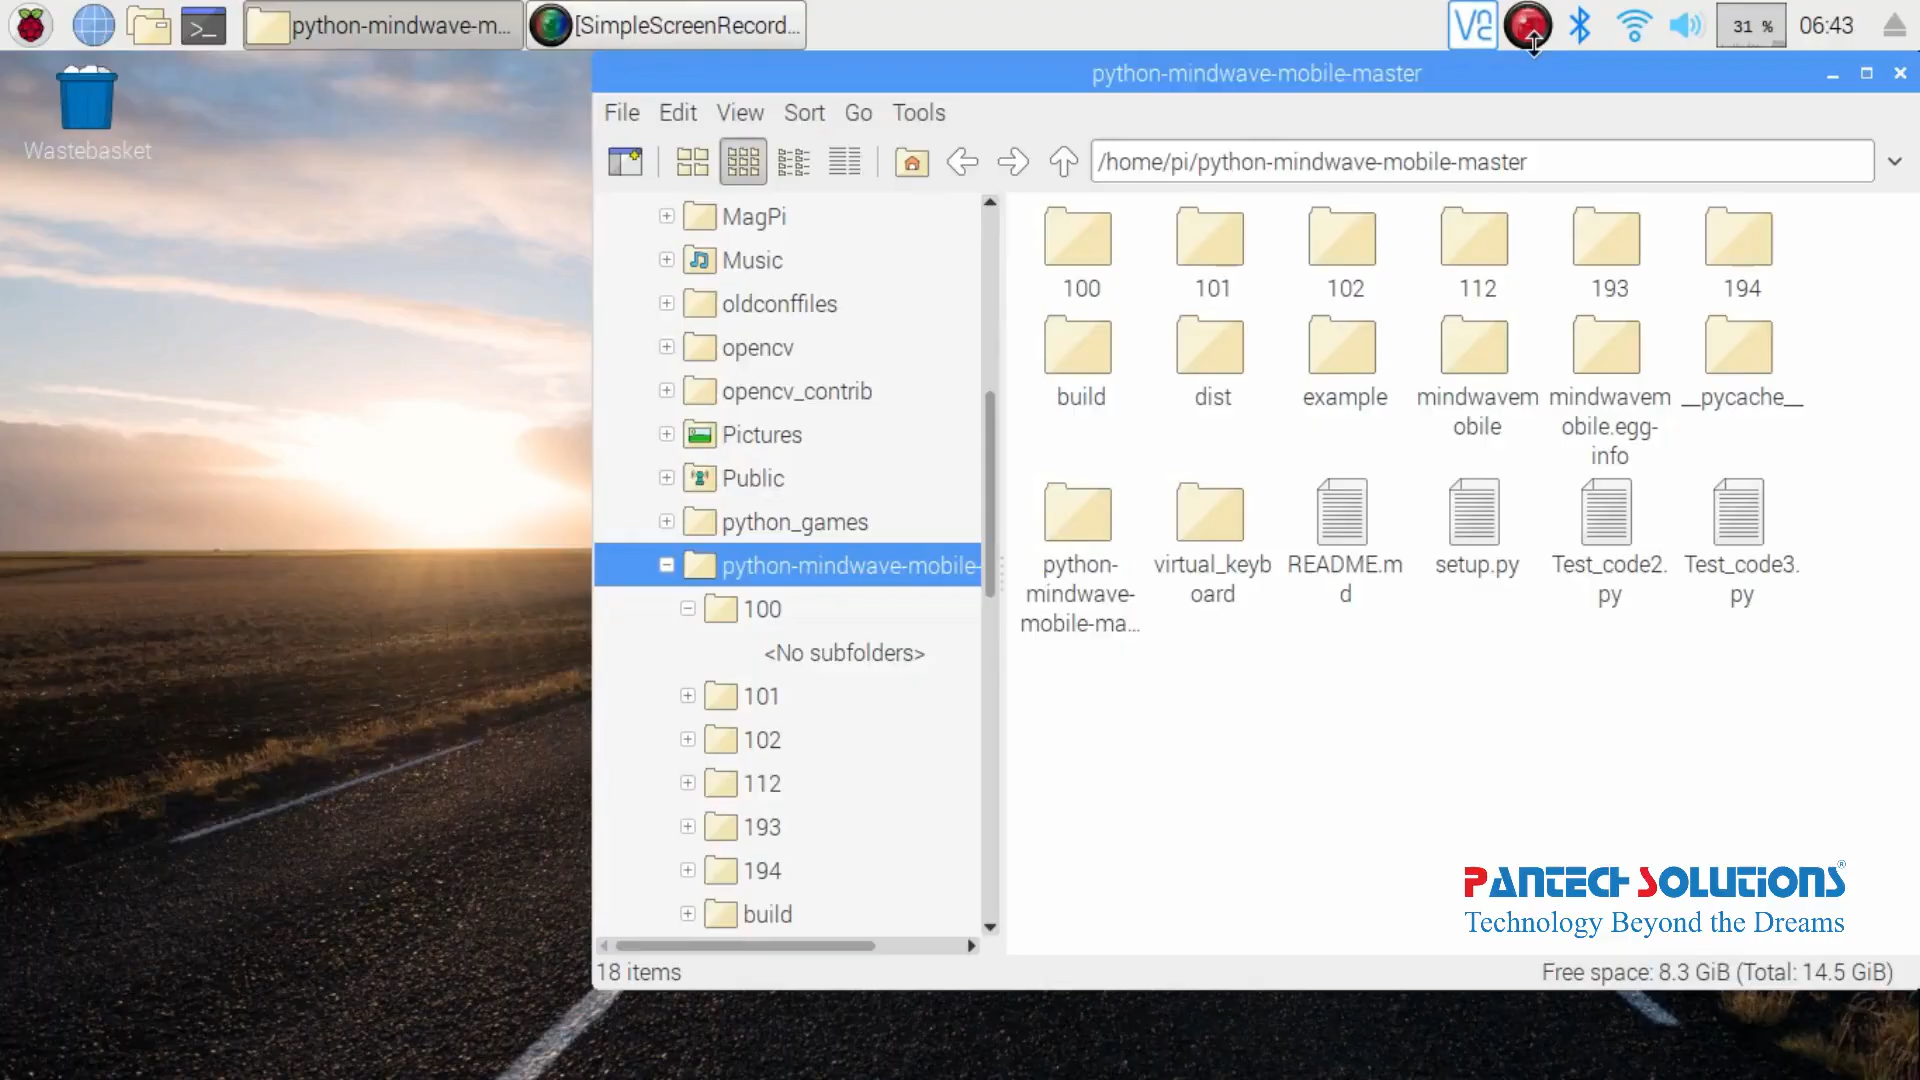 python-mindwave-m...
[SimpleScreenRecord...
31 %
06:43
Wastebasket
python-mindwave-mobile-master
File Edit View Sort Go Tools
/home/pi/python-mindwave-mobile-master
MagPi
Music
oldconffiles
opencv
opencv_contrib
Pictures
Public
python_games
python-mindwave-mobile-
100
<No subfolders>
101
102
112
193
194
build
100 101 102 112 193 194
build dist example mindwavem mindwavem __pycache__
obile obile.egg-
info
python- virtual_keyb README.m setup.py Test_code2. Test_code3.
mindwave- oard d py py
mobile-ma...
PANTECH SOLUTIONS®
Technology Beyond the Dreams
18 items
Free space: 8.3 GiB (Total: 14.5 GiB)